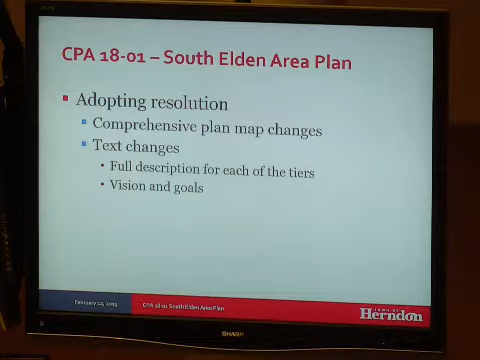 CPA 18-01 – South Elden Area Plan
Adopting resolution
Comprehensive plan map changes
Text changes
Full description for each of the tiers
Vision and goals
CPA 18-01 South Elden Area Plan
Herndon
SHARP